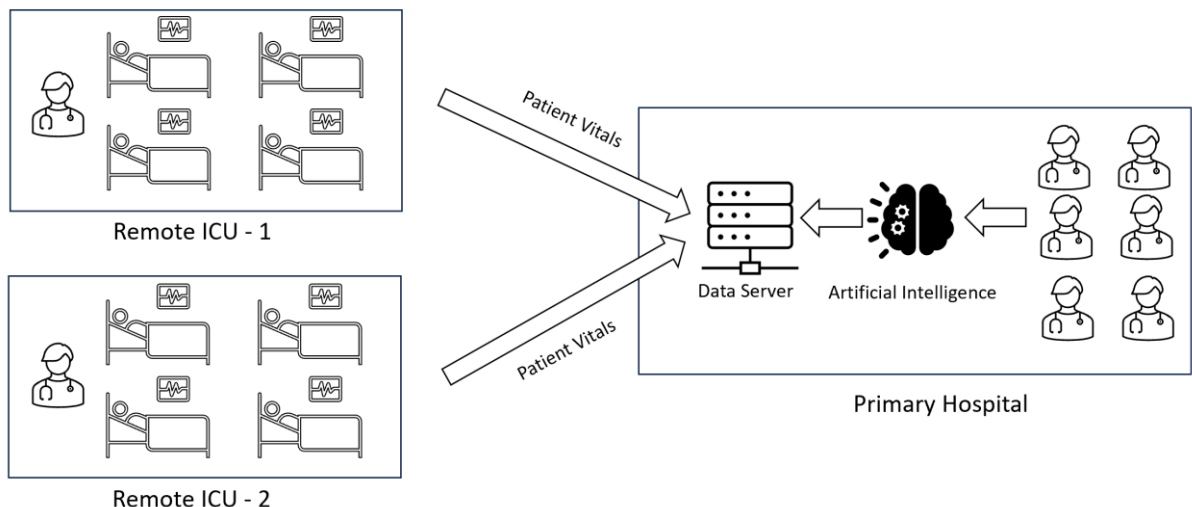 Remote ICU - 1
Patient Vitals
Data Server
Artificial Intelligence
Patient Vitals
Primary Hospital
Remote ICU - 2